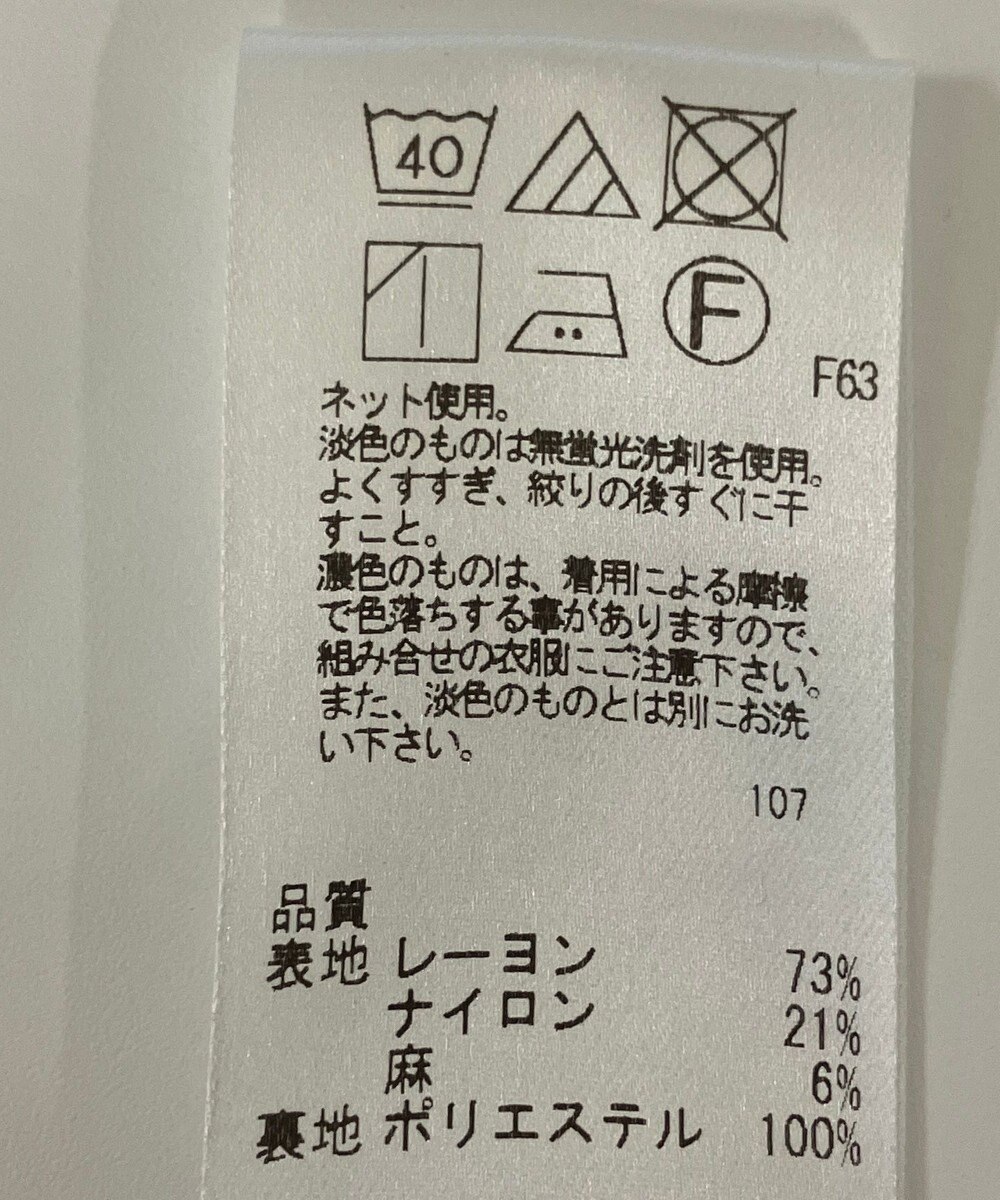 40
F
F63
ネット使用。
淡色のものは無蛍光洗剤を使用。
よくすすぎ、絞りの後すぐに干
すこと。
濃色のものは、着用による摩擦
で色落ちする事がありますので、
組み合せの衣服にご注意下さい。
また、淡色のものとは別にお洗
い下さい。
107
品質
表地 レーヨン 73%
ナイロン 21%
麻 6%
裏地 ポリエステル 100%